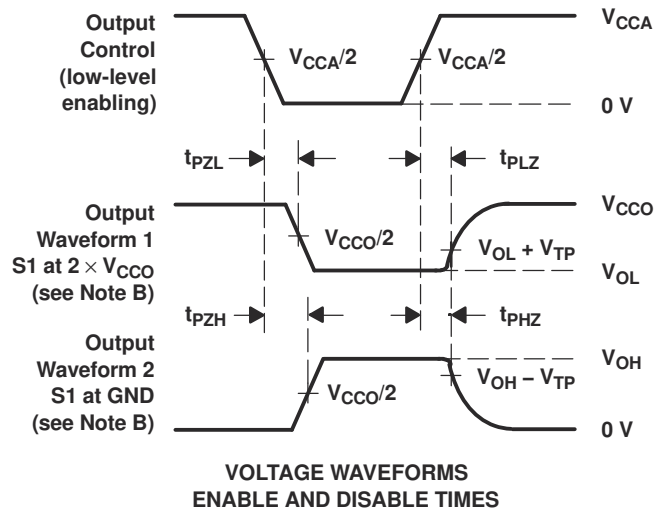 Output
Control
(low-level
enabling)
V_CCA/2
V_CCA/2
V_CCA
0 V
t_PZL
t_PLZ
Output
Waveform 1
S1 at 2 × V_CCO
(see Note B)
V_CCO/2
V_CCO
V_OL + V_TP
V_OL
t_PZH
t_PHZ
Output
Waveform 2
S1 at GND
(see Note B)
V_CCO/2
V_OH
V_OH − V_TP
0 V
VOLTAGE WAVEFORMS
ENABLE AND DISABLE TIMES